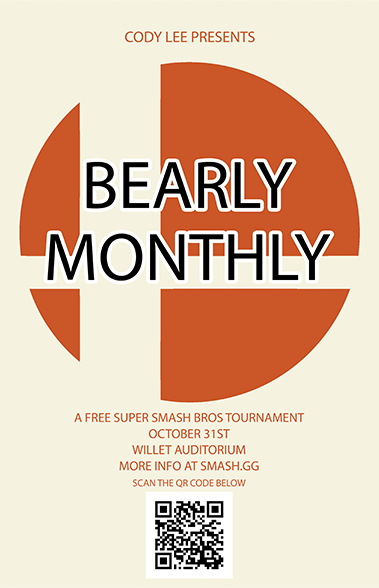 CODY LEE PRESENTS
BEARLY
MONTHLY
A FREE SUPER SMASH BROS TOURNAMENT
OCTOBER 31ST
WILLET AUDITORIUM
MORE INFO AT SMASH.GG
SCAN THE QR CODE BELOW